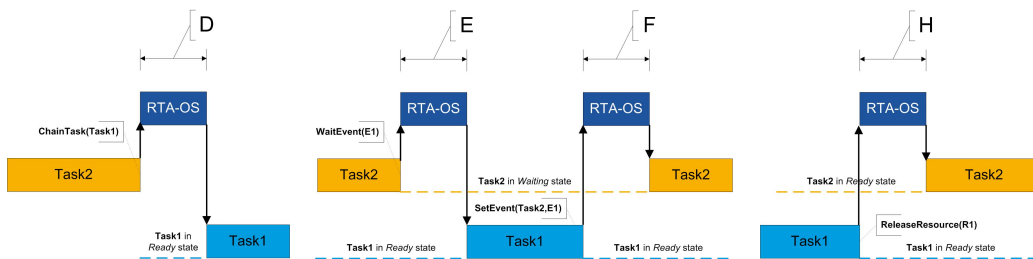 D
E
F
H
RTA-OS
RTA-OS
RTA-OS
RTA-OS
ChainTask(Task1)
WaitEvent(E1)
Task2
Task2
Task2
Task2
Task2 in Waiting state
Task2 in Ready state
SetEvent(Task2,E1)
ReleaseResource(R1)
Task1 in
Ready state
Task1
Task1 in Ready state
Task1
Task1 in Ready state
Task1
Task1 in Ready state